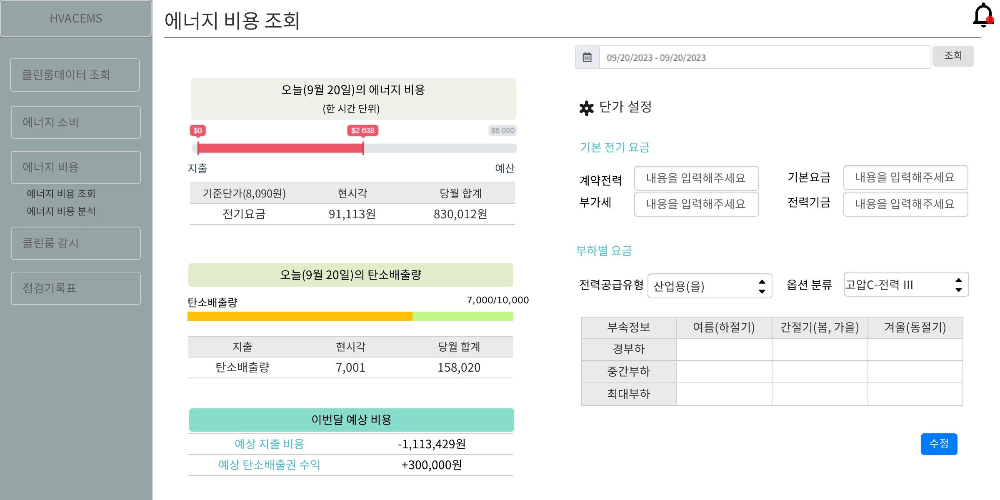 HVACEMS
클린룸데이터 조회
에너지 소비
에너지 비용
에너지 비용 조회
에너지 비용 분석
클린룸 감시
점검기록표
에너지 비용 조회
09/20/2023 - 09/20/2023 조회
오늘(9월 20일)의 에너지 비용
(한 시간 단위)
$0 $2 638 $5 000
지출 예산
기준단가(8,090원) 현시각 당월 합계
전기요금 91,113원 830,012원
오늘(9월 20일)의 탄소배출량
탄소배출량 7,000/10,000
지출 현시각 당월 합계
탄소배출량 7,001 158,020
이번달 예상 비용
예상 지출 비용 -1,113,429원
예상 탄소배출권 수익 +300,000원
단가 설정
기본 전기 요금
계약전력 내용을 입력해주세요 기본요금 내용을 입력해주세요
부가세 내용을 입력해주세요 전력기금 내용을 입력해주세요
부하별 요금
전력공급유형 산업용(을) 옵션 분류 고압C-전력 III
부속정보 여름(하절기) 간절기(봄, 가을) 겨울(동절기)
경부하
중간부하
최대부하
수정